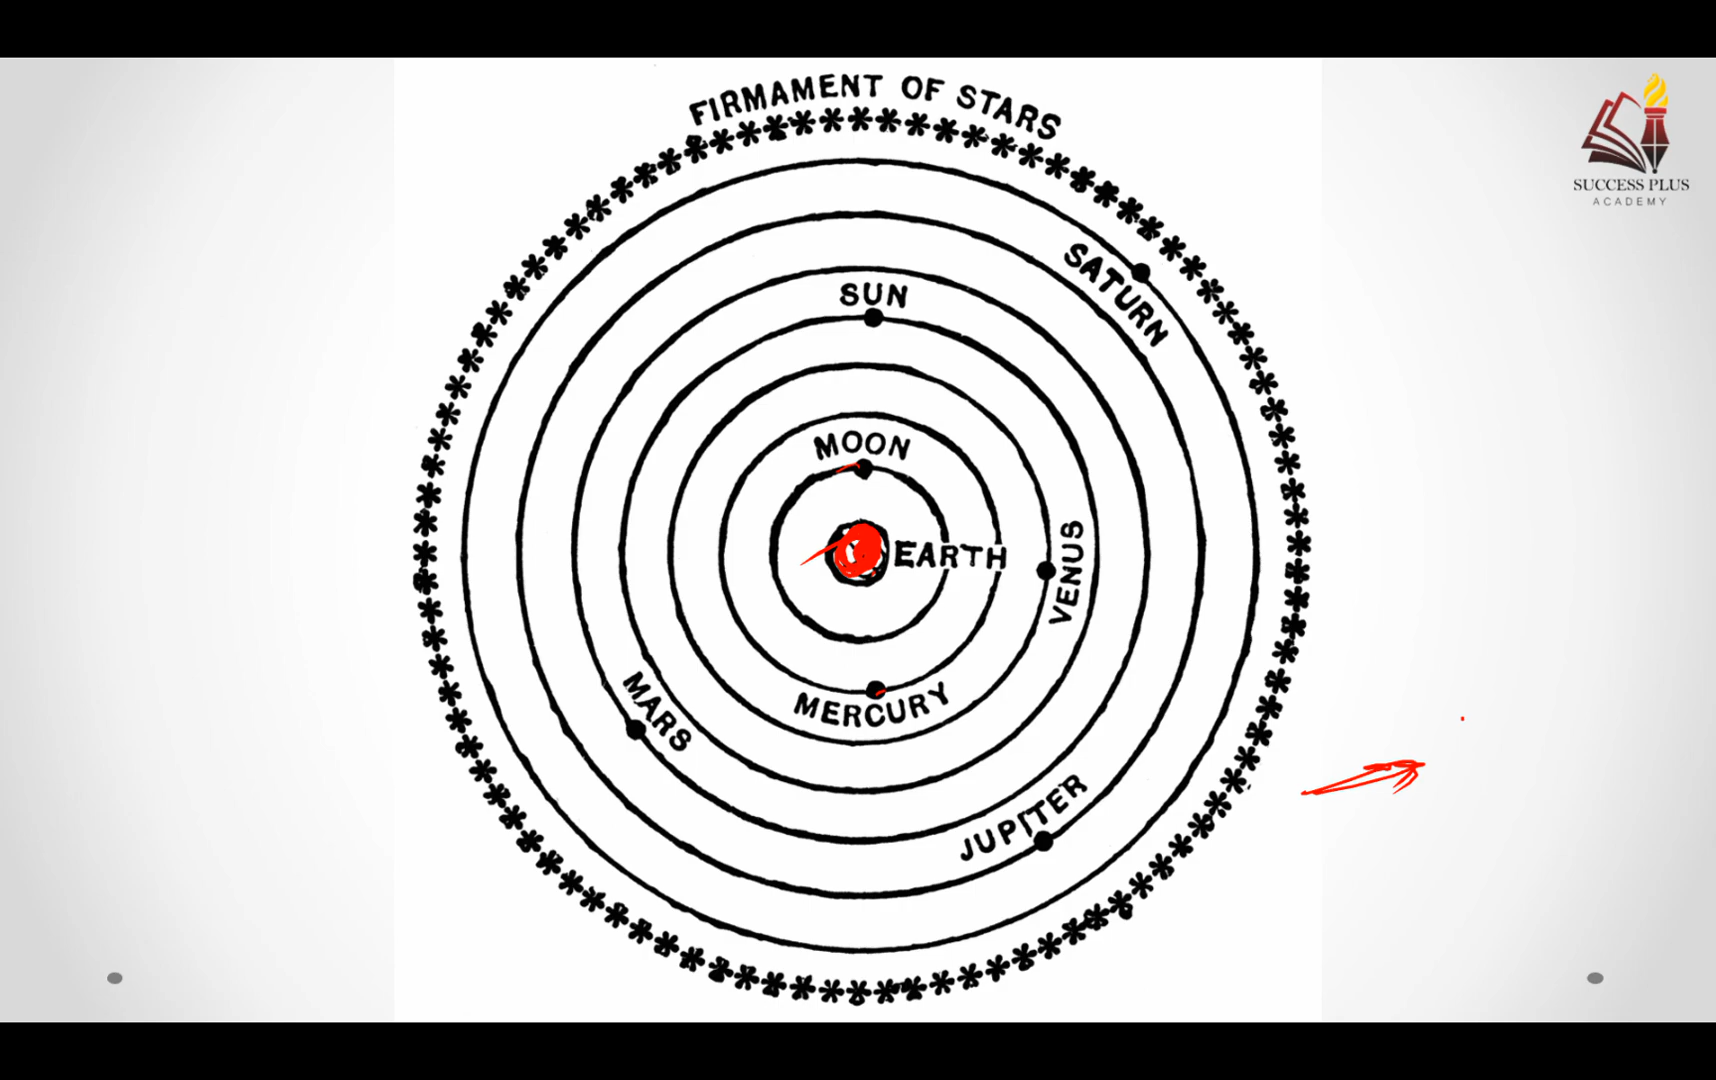 FIRMAMENT OF STARS
SUCCESS PLUS
ACADEMY
SATURN
SUN
MOON
EARTH
VENUS
MERCURY
MARS
JUPITER